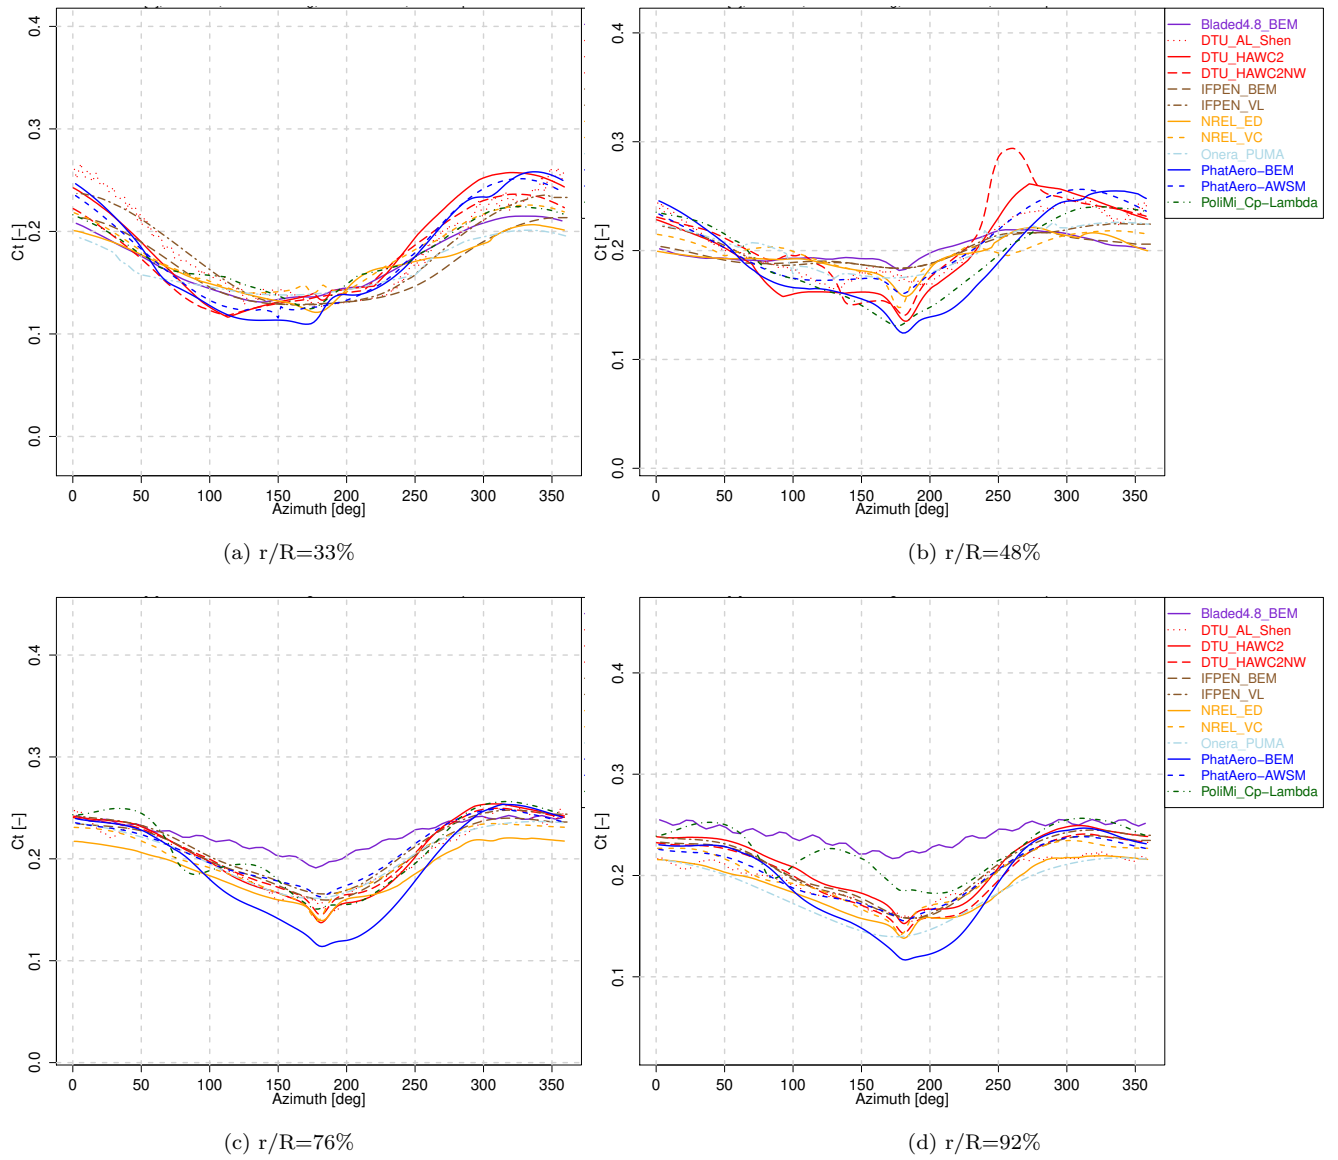 0.4
0.3
0.2
0.1
0.0
Ct [−]
0 50 100 150 200 250 300 350
Azimuth [deg]
(a) r/R=33%
0.4
0.3
0.2
0.1
0.0
Ct [−]
0 50 100 150 200 250 300 350
Azimuth [deg]
(b) r/R=48%
Bladed4.8_BEM
DTU_AL_Shen
DTU_HAWC2
DTU_HAWC2NW
IFPEN_BEM
IFPEN_VL
NREL_ED
NREL_VC
Onera_PUMA
PhatAero−BEM
PhatAero−AWSM
PoliMi_Cp−Lambda
0.4
0.3
0.2
0.1
0.0
Ct [−]
0 50 100 150 200 250 300 350
Azimuth [deg]
(c) r/R=76%
0.4
0.3
0.2
0.1
Ct [−]
0 50 100 150 200 250 300 350
Azimuth [deg]
(d) r/R=92%
Bladed4.8_BEM
DTU_AL_Shen
DTU_HAWC2
DTU_HAWC2NW
IFPEN_BEM
IFPEN_VL
NREL_ED
NREL_VC
Onera_PUMA
PhatAero−BEM
PhatAero−AWSM
PoliMi_Cp−Lambda